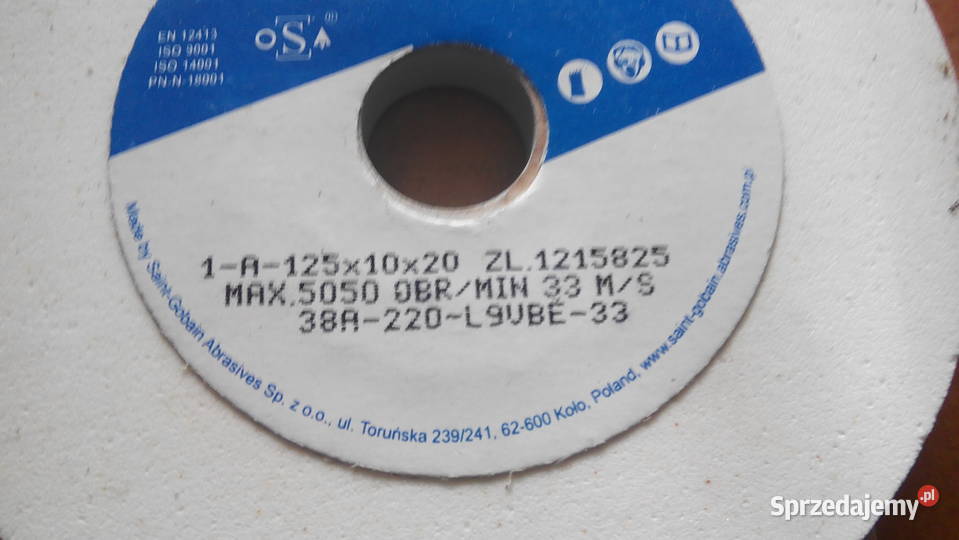 EN 12413
ISO 9001
ISO 14001
PN-N-18001
OSA®
1-A-125x10x20 ZL.1215825
MAX.5050 OBR/MIN 33 M/S
38A-220-L9VBE-33
Made by Saint-Gobain Abrasives Sp. z o.o., ul. Toruńska 239/241, 62-600 Koło, Poland, www.saint-gobain.abrasives.com.pl
Sprzedajemy.pl